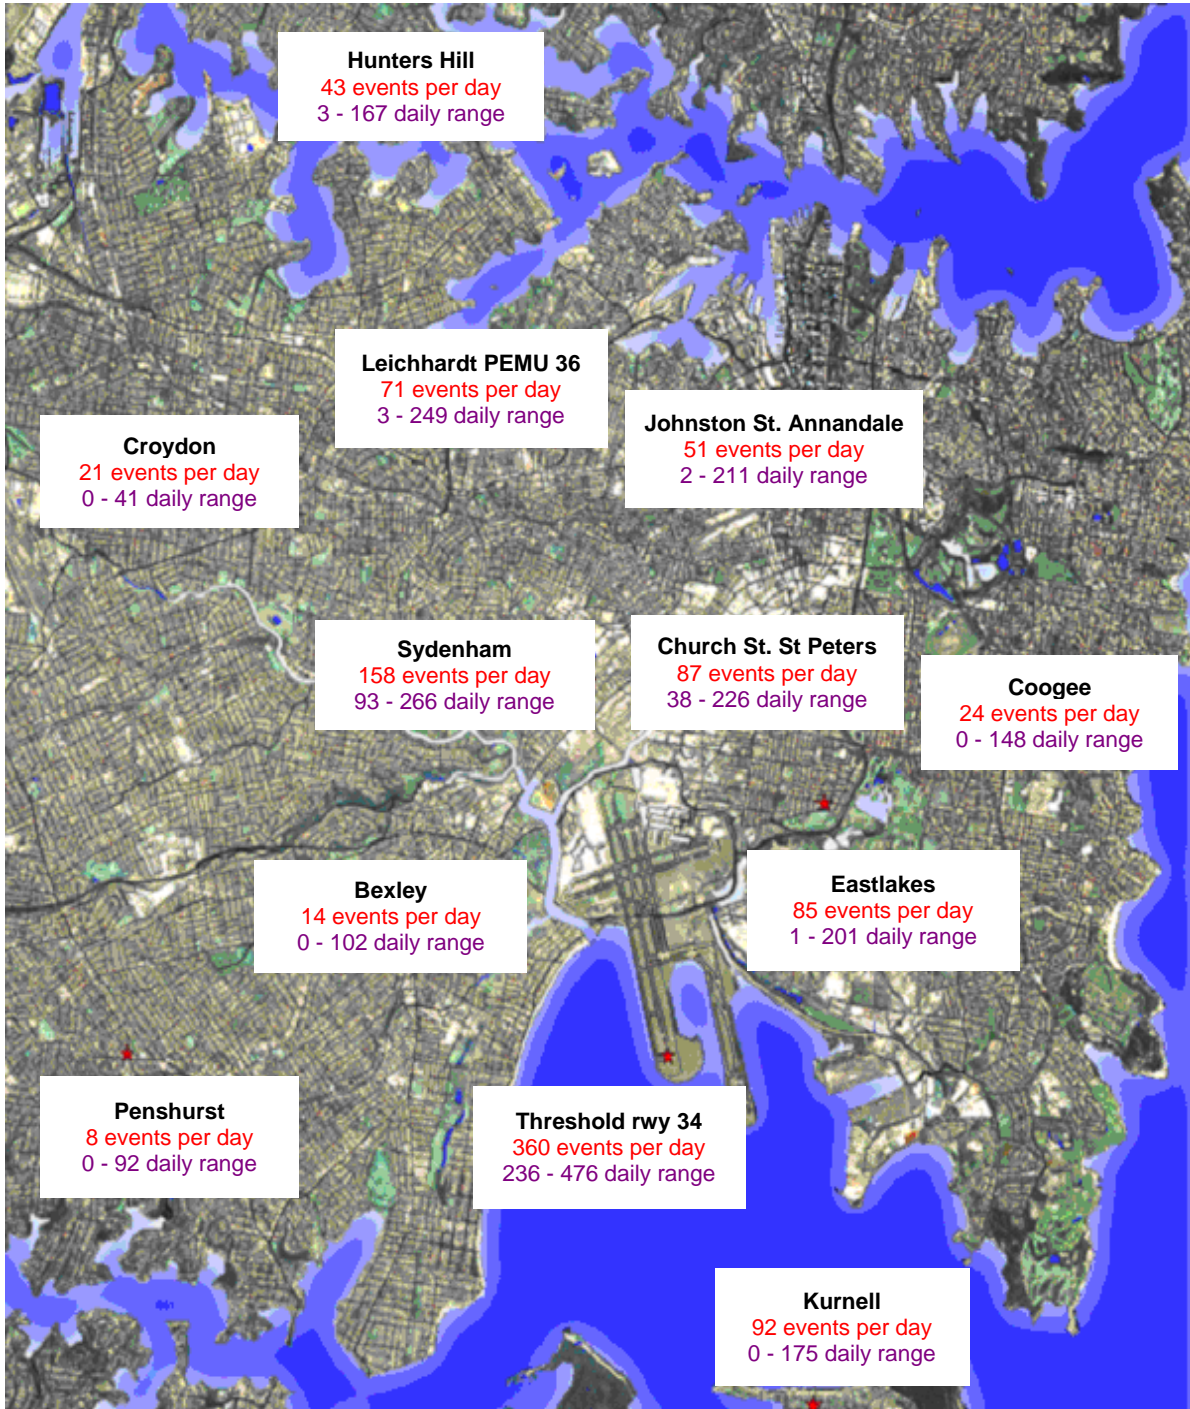 Hunters Hill
43 events per day
3 - 167 daily range
Leichhardt PEMU 36
71 events per day
3 - 249 daily range
Johnston St. Annandale
51 events per day
2 - 211 daily range
Croydon
21 events per day
0 - 41 daily range
Sydenham
158 events per day
93 - 266 daily range
Church St. St Peters
87 events per day
38 - 226 daily range
Coogee
24 events per day
0 - 148 daily range
Bexley
14 events per day
0 - 102 daily range
Eastlakes
85 events per day
1 - 201 daily range
Penshurst
8 events per day
0 - 92 daily range
Threshold rwy 34
360 events per day
236 - 476 daily range
Kurnell
92 events per day
0 - 175 daily range